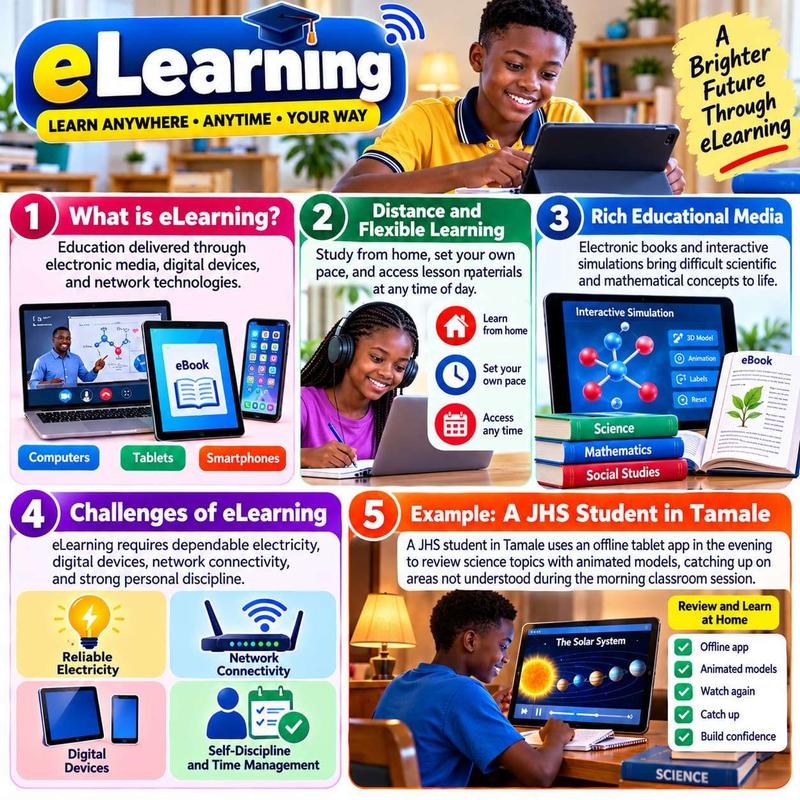 eLearning
LEARN ANYWHERE • ANYTIME • YOUR WAY
A
Brighter
Future
Through
eLearning
1 What is eLearning?
Education delivered through
electronic media, digital devices,
and network technologies.
eBook
Computers
Tablets
Smartphones
2 Distance and
Flexible Learning
Study from home, set your own
pace, and access lesson materials
at any time of day.
Learn
from home
Set your
own pace
Access
any time
3 Rich Educational Media
Electronic books and interactive
simulations bring difficult scientific
and mathematical concepts to life.
Interactive Simulation
3D Model
Animation
Labels
Reset
eBook
Science
Mathematics
Social Studies
4 Challenges of eLearning
eLearning requires dependable electricity,
digital devices, network connectivity,
and strong personal discipline.
Reliable
Electricity
Network
Connectivity
Digital
Devices
Self-Discipline
and Time Management
5 Example: A JHS Student in Tamale
A JHS student in Tamale uses an offline tablet app in the evening
to review science topics with animated models, catching up on
areas not understood during the morning classroom session.
The Solar System
Review and Learn
at Home
Offline app
Animated models
Watch again
Catch up
Build confidence
SCIENCE